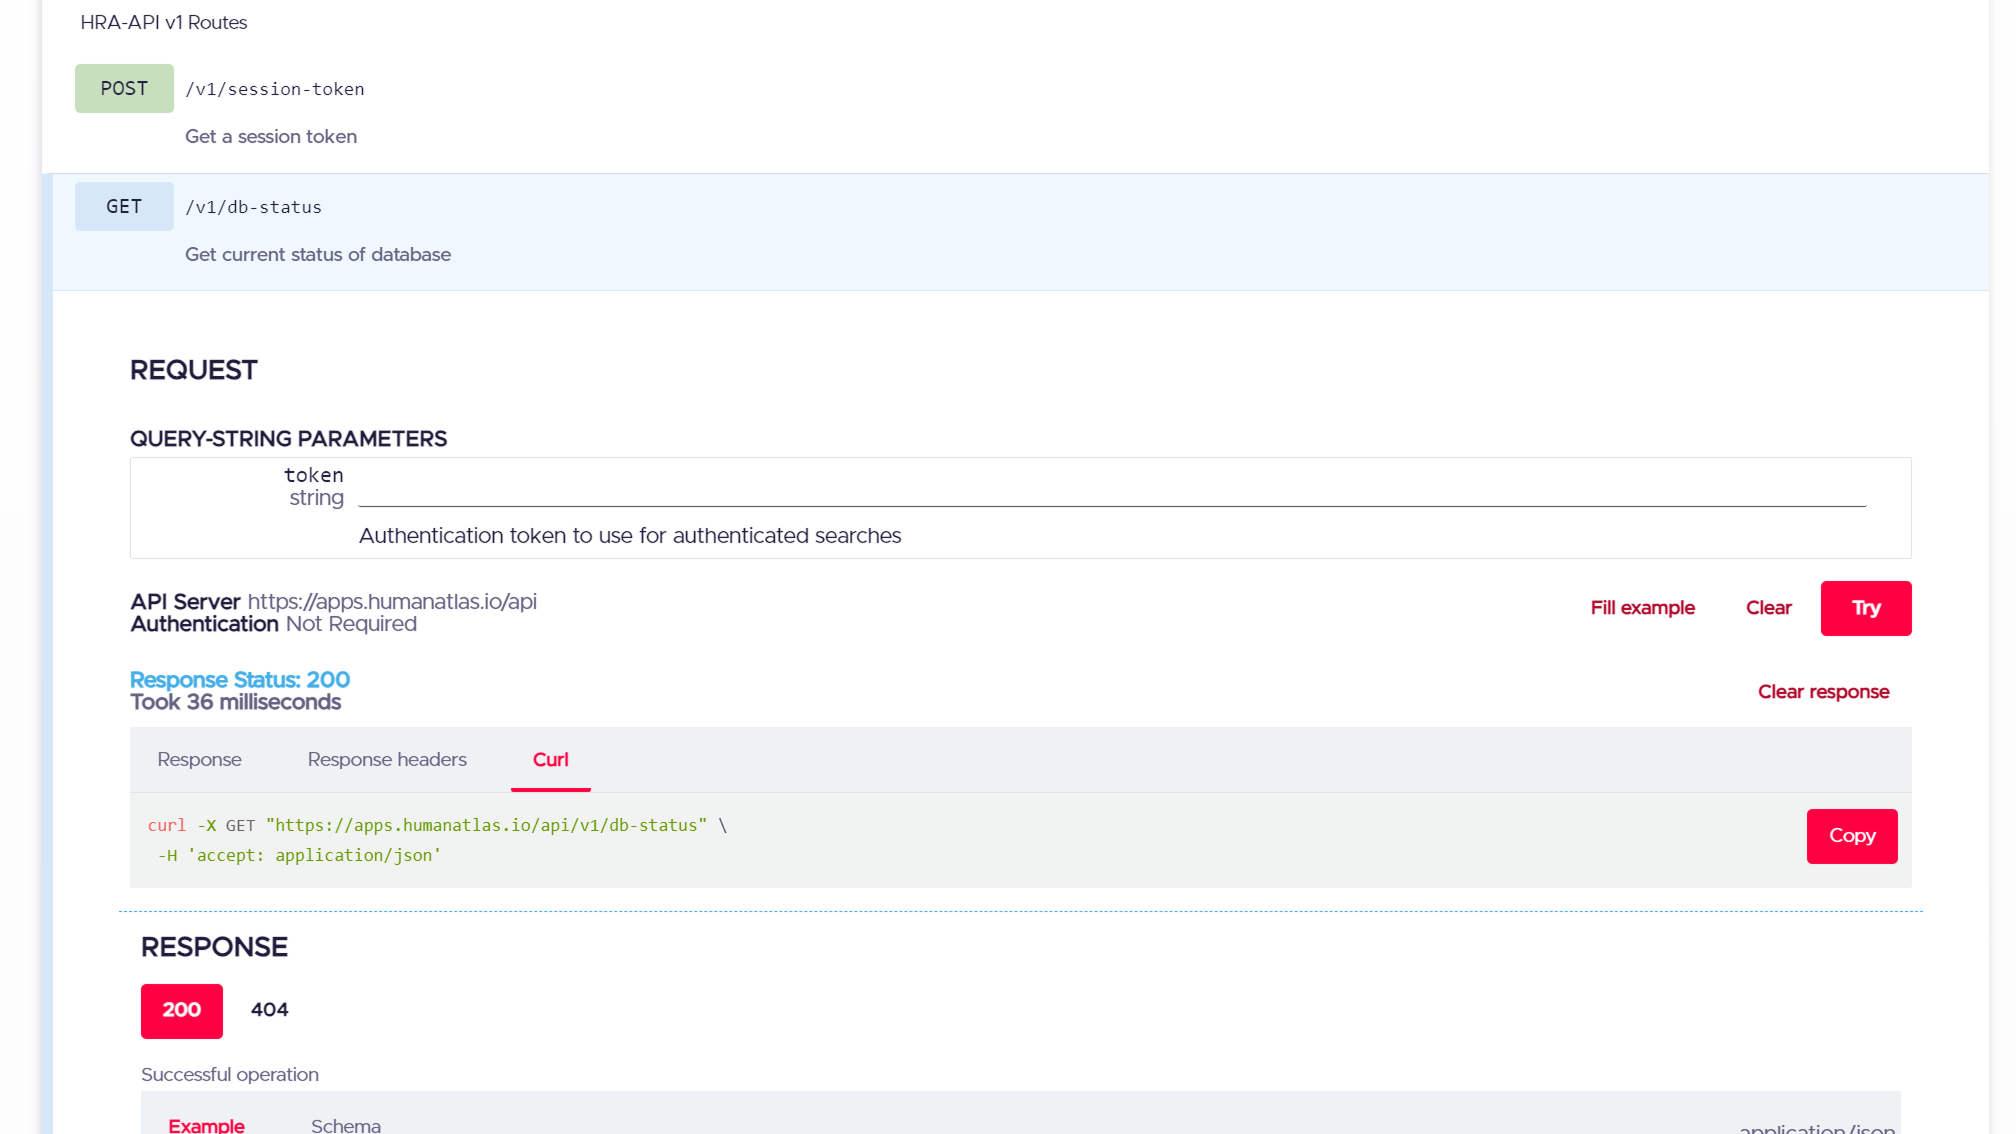 HRA-API v1 Routes
POST /v1/session-token
Get a session token
GET /v1/db-status
Get current status of database
REQUEST
QUERY-STRING PARAMETERS
token
string
Authentication token to use for authenticated searches
API Server https://apps.humanatlas.io/api
Authentication Not Required
Fill example Clear Try
Response Status: 200
Took 36 milliseconds
Clear response
Response Response headers Curl
curl -X GET "https://apps.humanatlas.io/api/v1/db-status" \
-H 'accept: application/json'
Copy
RESPONSE
200 404
Successful operation
Example Schema application/json